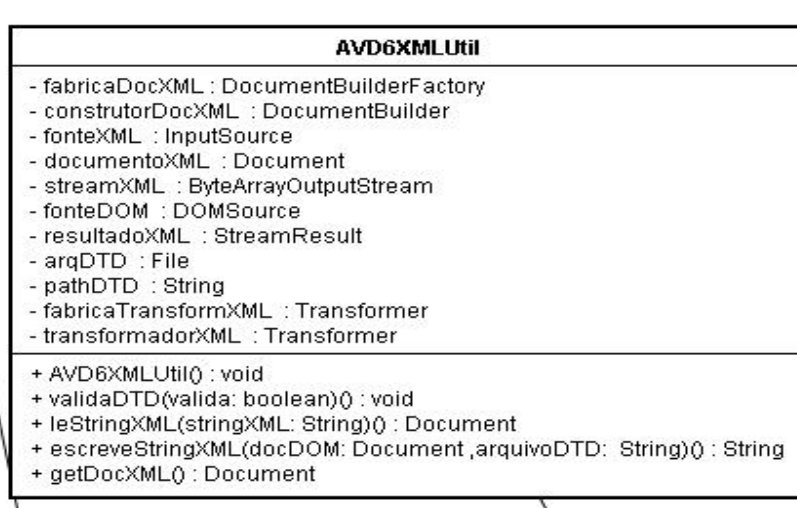 AVD6XMLUtil
- fabricaDocXML : DocumentBuilderFactory
- construtorDocXML : DocumentBuilder
- fonteXML : InputSource
- documentoXML : Document
- streamXML : ByteArrayOutputStream
- fonteDOM : DOMSource
- resultadoXML : StreamResult
- arqDTD : File
- pathDTD : String
- fabricaTransformXML : Transformer
- transformadorXML : Transformer
+ AVD6XMLUtil() : void
+ validaDTD(valida: boolean)() : void
+ leStringXML(stringXML: String)() : Document
+ escreveStringXML(docDOM: Document ,arquivoDTD: String)() : String
+ getDocXML() : Document